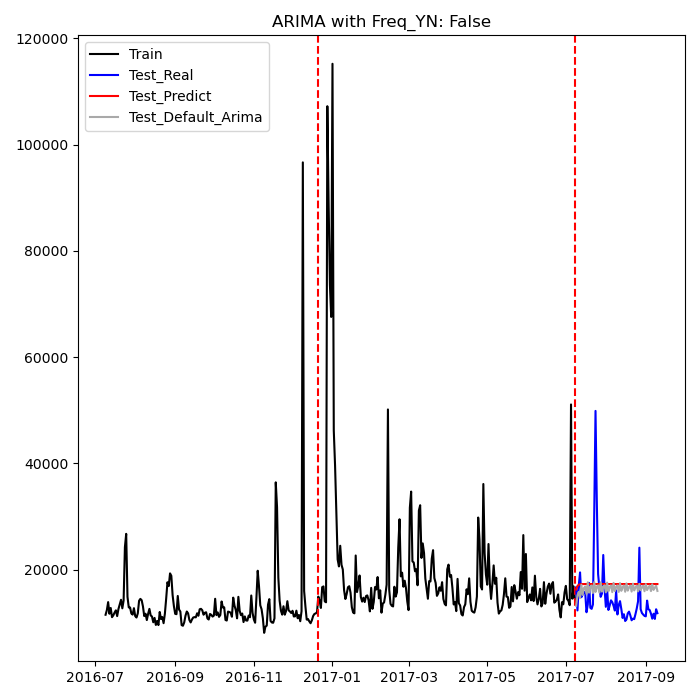 ARIMA with Freq_YN: False
120000
100000
80000
60000
40000
20000
Train
Test_Real
Test_Predict
Test_Default_Arima
2016-07 2016-09 2016-11 2017-01 2017-03 2017-05 2017-07 2017-09